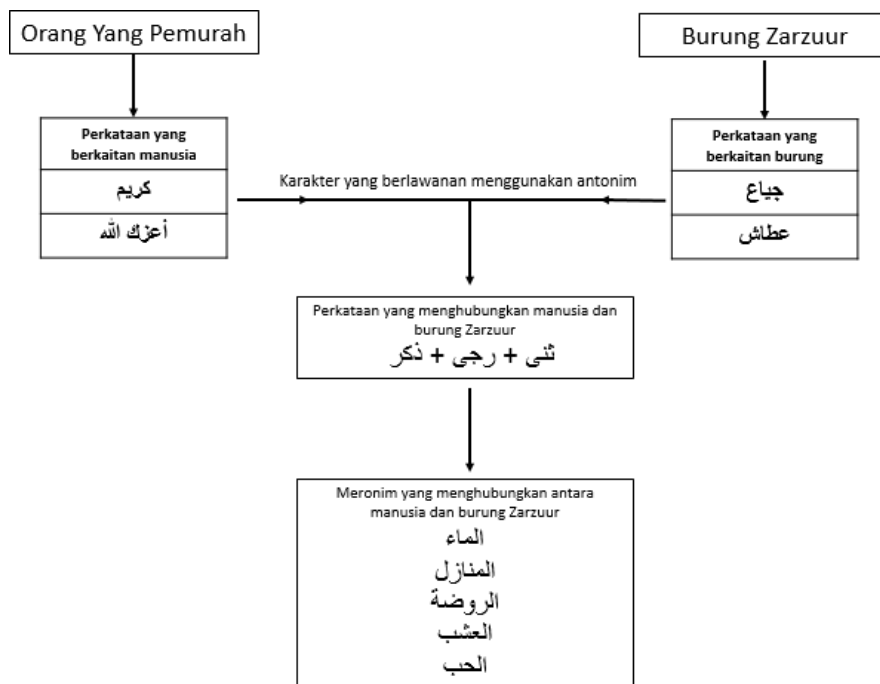 Orang Yang Pemurah
Burung Zarzuur
Perkataan yang
berkaitan manusia
كريم
أعزك الله
Karakter yang berlawanan menggunakan antonim
Perkataan yang
berkaitan burung
جياع
عطاش
Perkataan yang menghubungkan manusia dan
burung Zarzuur
ثنى + رجى + ذكر
Meronim yang menghubungkan antara
manusia dan burung Zarzuur
الماء
المنازل
الروضة
العشب
الحب